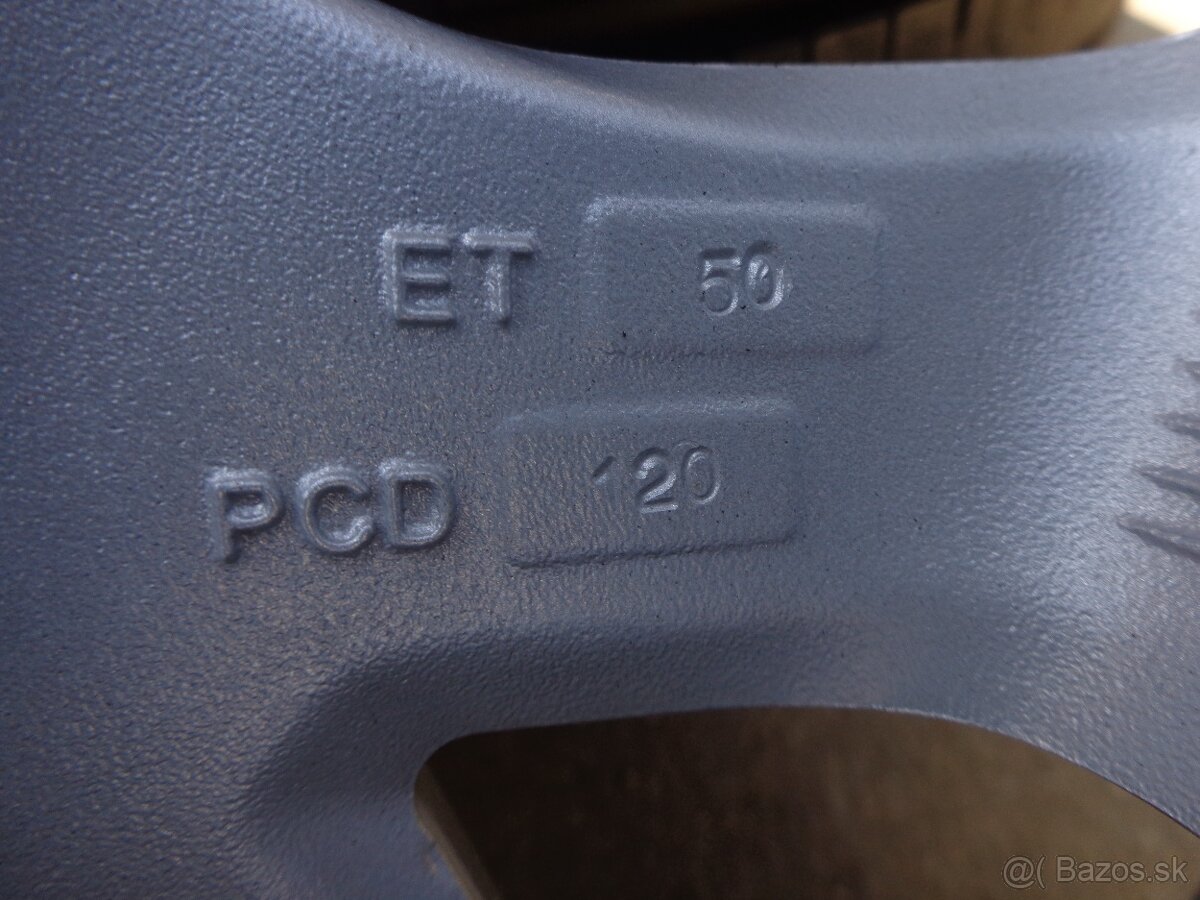 ET 50
PCD 120
@( Bazos.sk